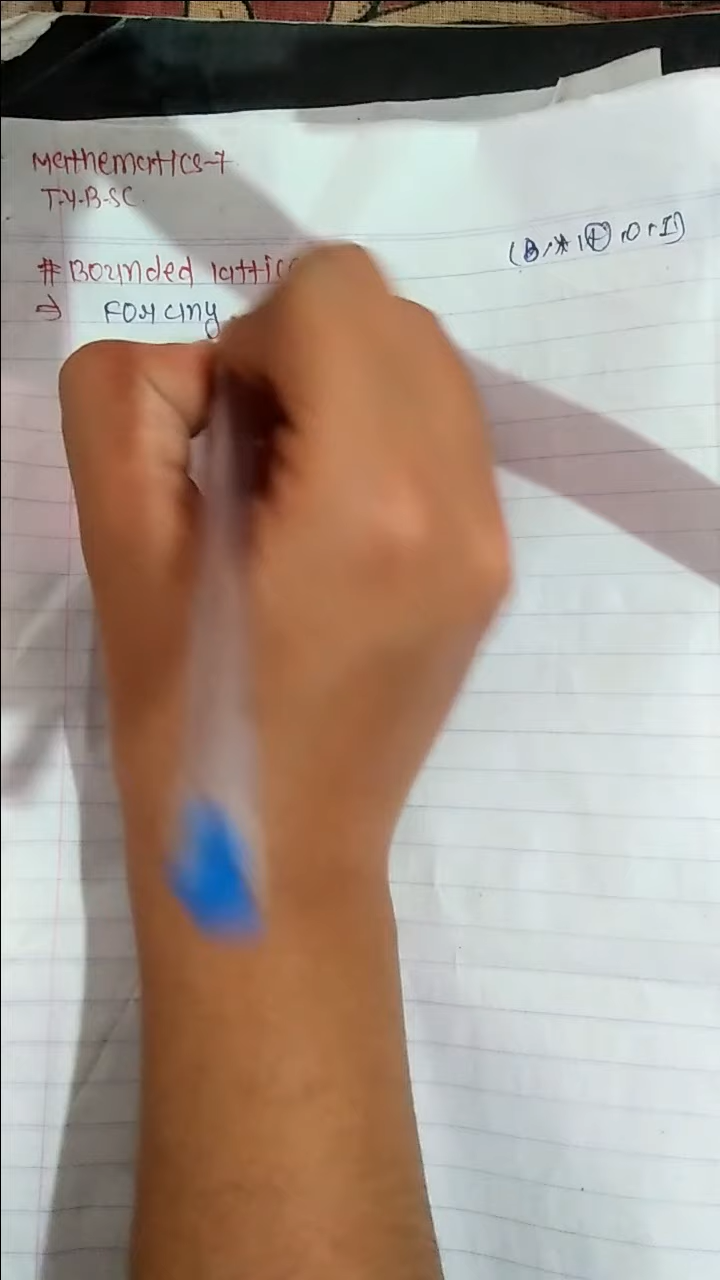 Mathematics-7
T.Y.B.SC.
(B, *, ⊕, 0, I)
# Bounded lattic
⇒ For any